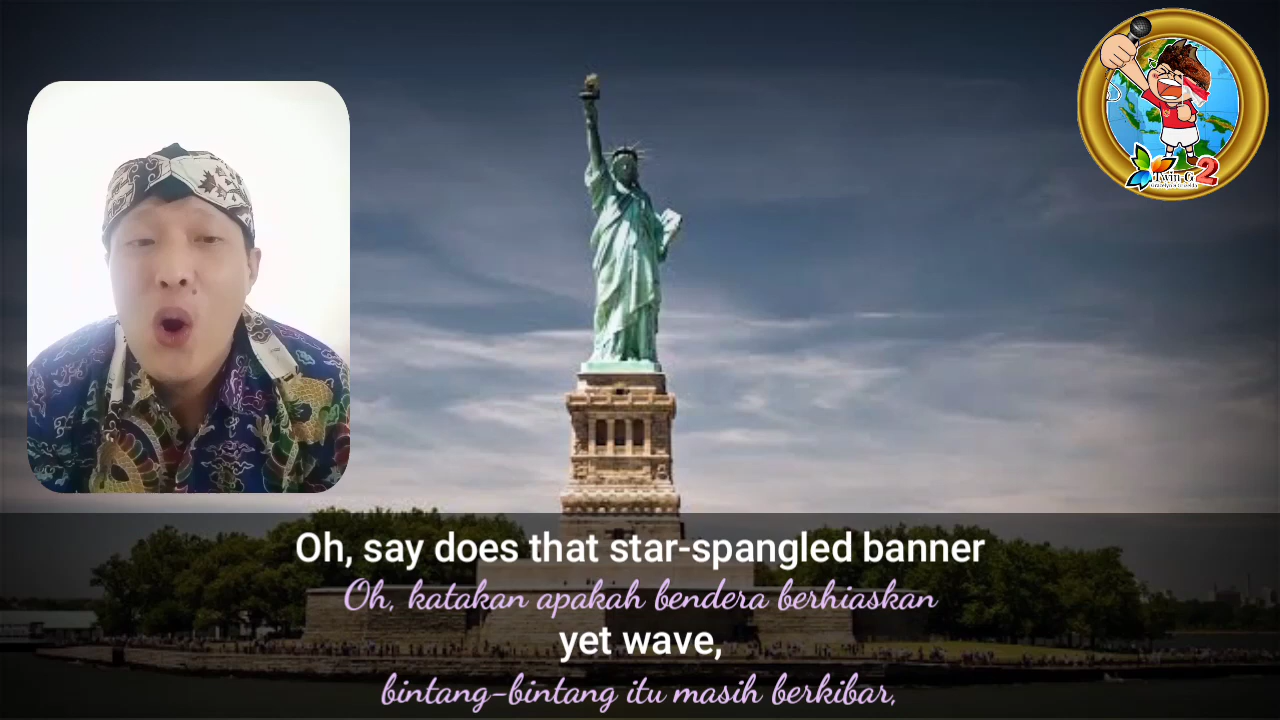 Twin G
2
Oh, say does that star-spangled banner
Oh, katakan apakah bendera berhiaskan
yet wave,
bintang-bintang itu masih berkibar,